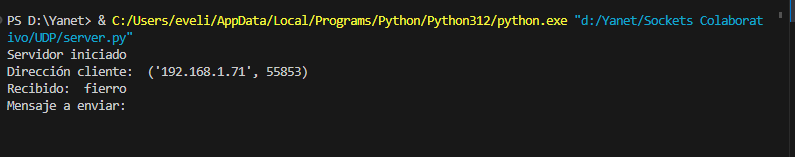 PS D:\Yanet> & C:/Users/eveli/AppData/Local/Programs/Python/Python312/python.exe "d:/Yanet/Sockets Colaborat
ivo/UDP/server.py"
Servidor iniciado
Dirección cliente:  ('192.168.1.71', 55853)
Recibido:  fierro
Mensaje a enviar: